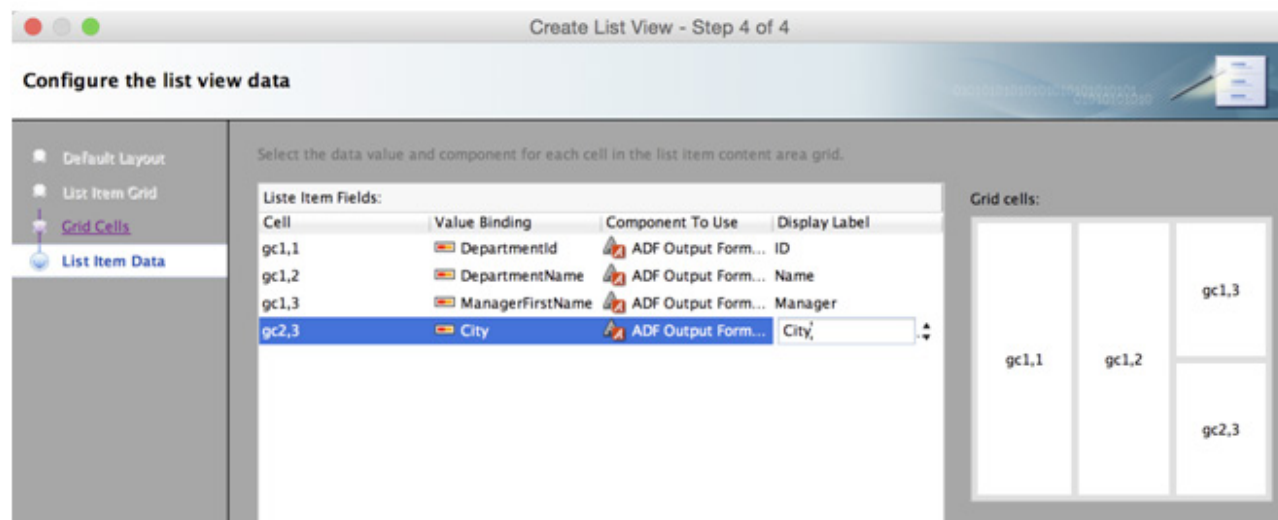 Create List View - Step 4 of 4
Configure the list view data
Default Layout
List Item Grid
Grid Cells
List Item Data
Select the data value and component for each cell in the list item content area grid.
Liste Item Fields:
Cell Value Binding Component To Use Display Label
gc1,1 DepartmentId ADF Output Form... ID
gc1,2 DepartmentName ADF Output Form... Name
gc1,3 ManagerFirstName ADF Output Form... Manager
gc2,3 City ADF Output Form... City
Grid cells:
gc1,1
gc1,2
gc1,3
gc2,3